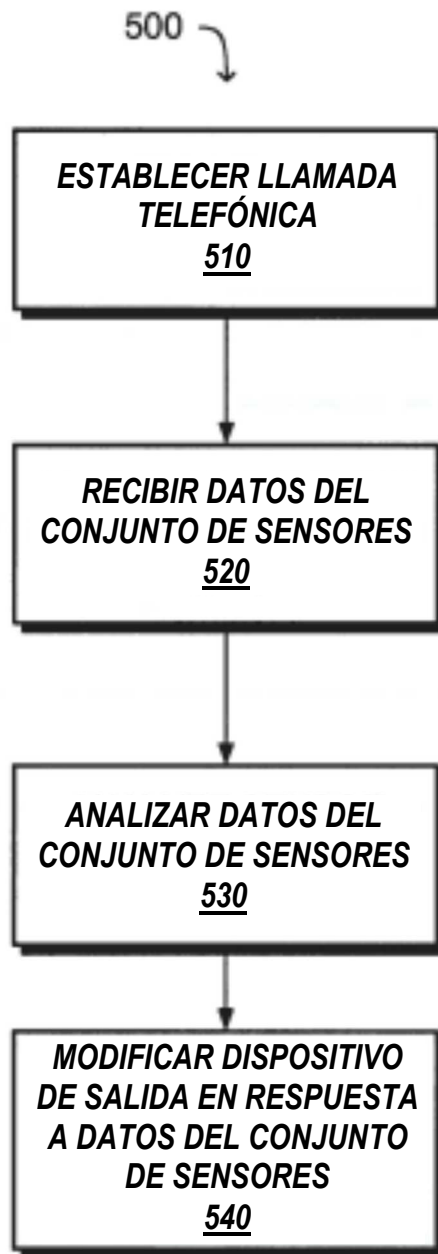 500
ESTABLECER LLAMADA
TELEFÓNICA
510
RECIBIR DATOS DEL
CONJUNTO DE SENSORES
520
ANALIZAR DATOS DEL
CONJUNTO DE SENSORES
530
MODIFICAR DISPOSITIVO
DE SALIDA EN RESPUESTA
A DATOS DEL CONJUNTO
DE SENSORES
540